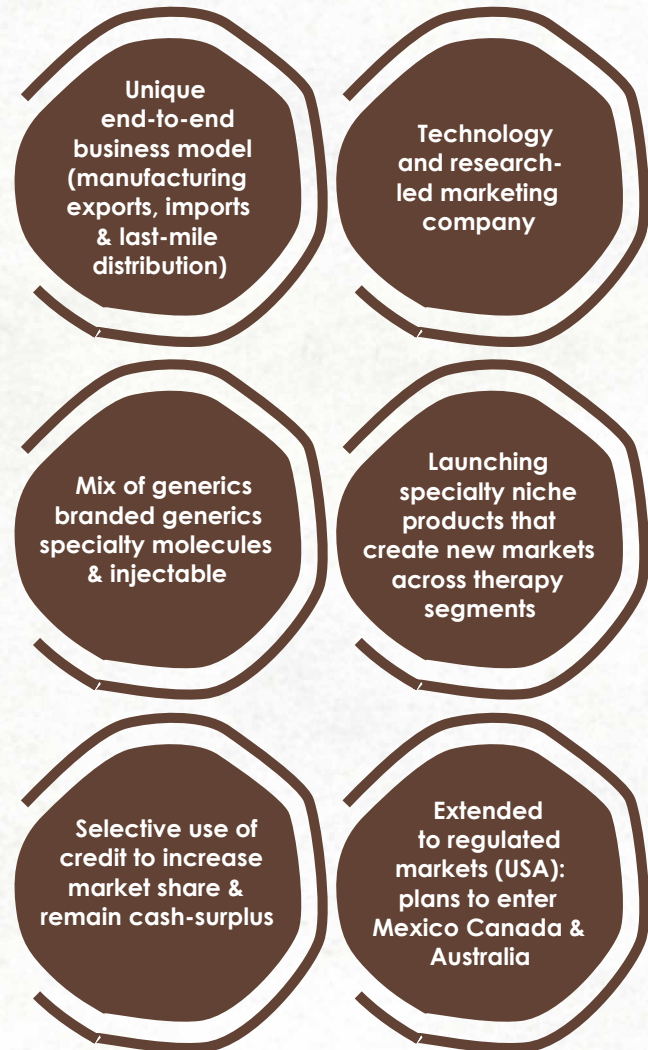 Unique
end-to-end
business model
(manufacturing
exports, imports
& last-mile
distribution)
Technology
and research-
led marketing
company
Mix of generics
branded generics
specialty molecules
& injectable
Launching
specialty niche
products that
create new markets
across therapy
segments
Selective use of
credit to increase
market share &
remain cash-surplus
Extended
to regulated
markets (USA):
plans to enter
Mexico Canada &
Australia